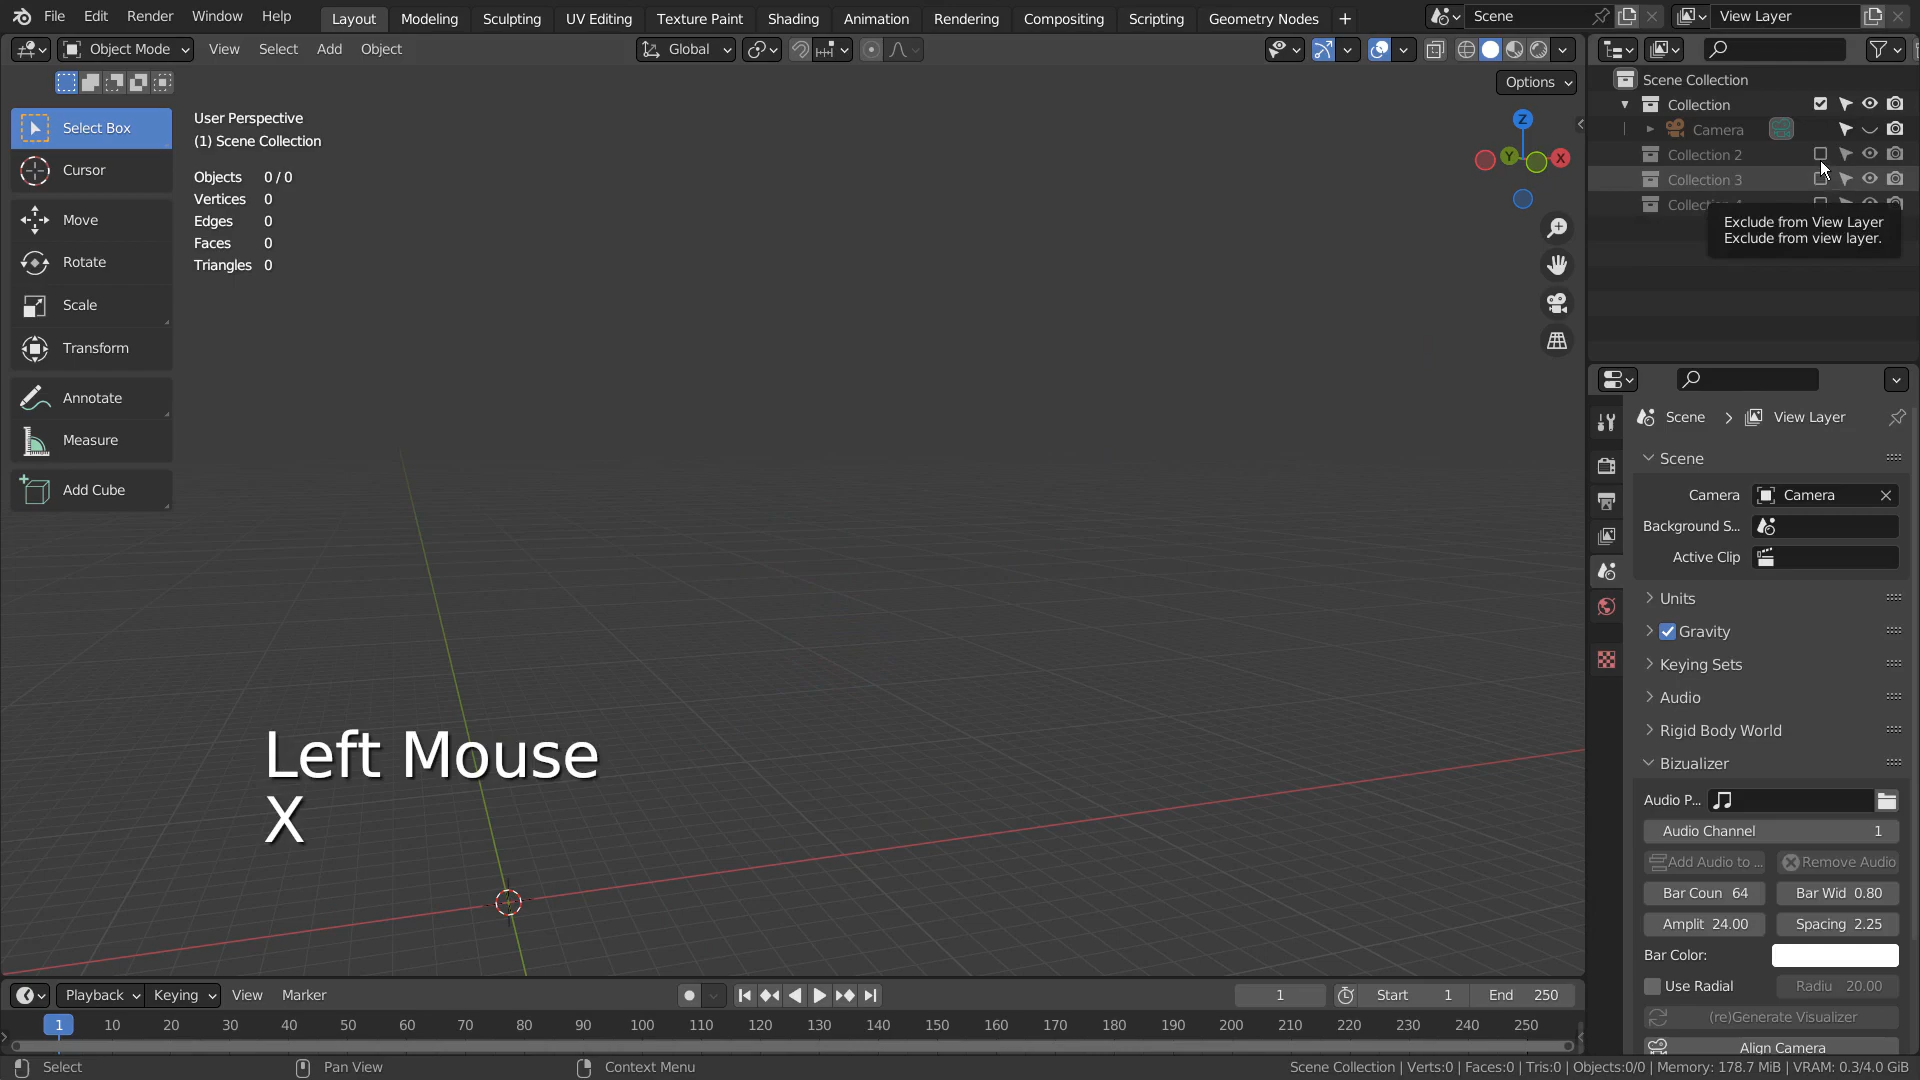 File Edit Render Window Help Layout Modeling Sculpting UV Editing Texture Paint Shading Animation Rendering Compositing Scripting Geometry Nodes + Scene View Layer
Object Mode View Select Add Object Global
Options
Scene Collection
Collection
Camera
Collection 2
Collection 3
Exclude from View Layer
Exclude from view layer.
Select Box
Cursor
Move
Rotate
Scale
Transform
Annotate
Measure
Add Cube
User Perspective
(1) Scene Collection
Objects 0 / 0
Vertices 0
Edges 0
Faces 0
Triangles 0
Z
Y
X
Scene > View Layer
Scene
Camera Camera
Background S...
Active Clip
Units
Gravity
Keying Sets
Audio
Rigid Body World
Bizualizer
Audio P...
Audio Channel 1
Add Audio to ... Remove Audio
Bar Coun 64 Bar Wid 0.80
Amplit 24.00 Spacing 2.25
Bar Color:
Use Radial Radiu 20.00
(re)Generate Visualizer
Align Camera
Left Mouse
X
Playback Keying View Marker 1 Start 1 End 250
1 10 20 30 40 50 60 70 80 90 100 110 120 130 140 150 160 170 180 190 200 210 220 230 240 250
Select Pan View Context Menu Scene Collection | Verts:0 | Faces:0 | Tris:0 | Objects:0/0 | Memory: 178.7 MiB | VRAM: 0.3/4.0 GiB